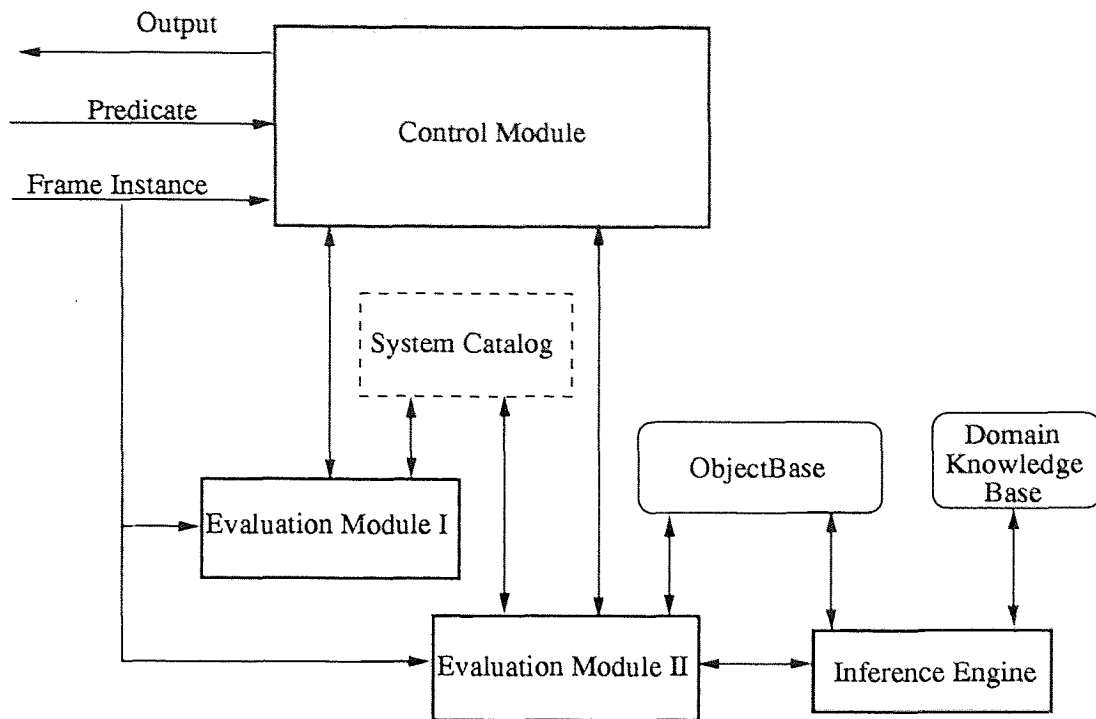 Output
Predicate
Control Module
Frame Instance
System Catalog
ObjectBase
Domain
Knowledge
Base
Evaluation Module I
Evaluation Module II
Inference Engine